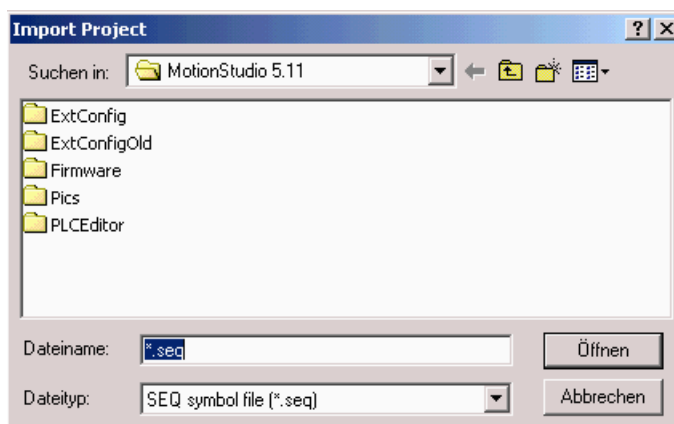 Import Project
Suchen in: MotionStudio 5.11
ExtConfig
ExtConfigOld
Firmware
Pics
PLCEditor
Dateiname: *.seq Öffnen
Dateityp: SEQ symbol file (*.seq) Abbrechen